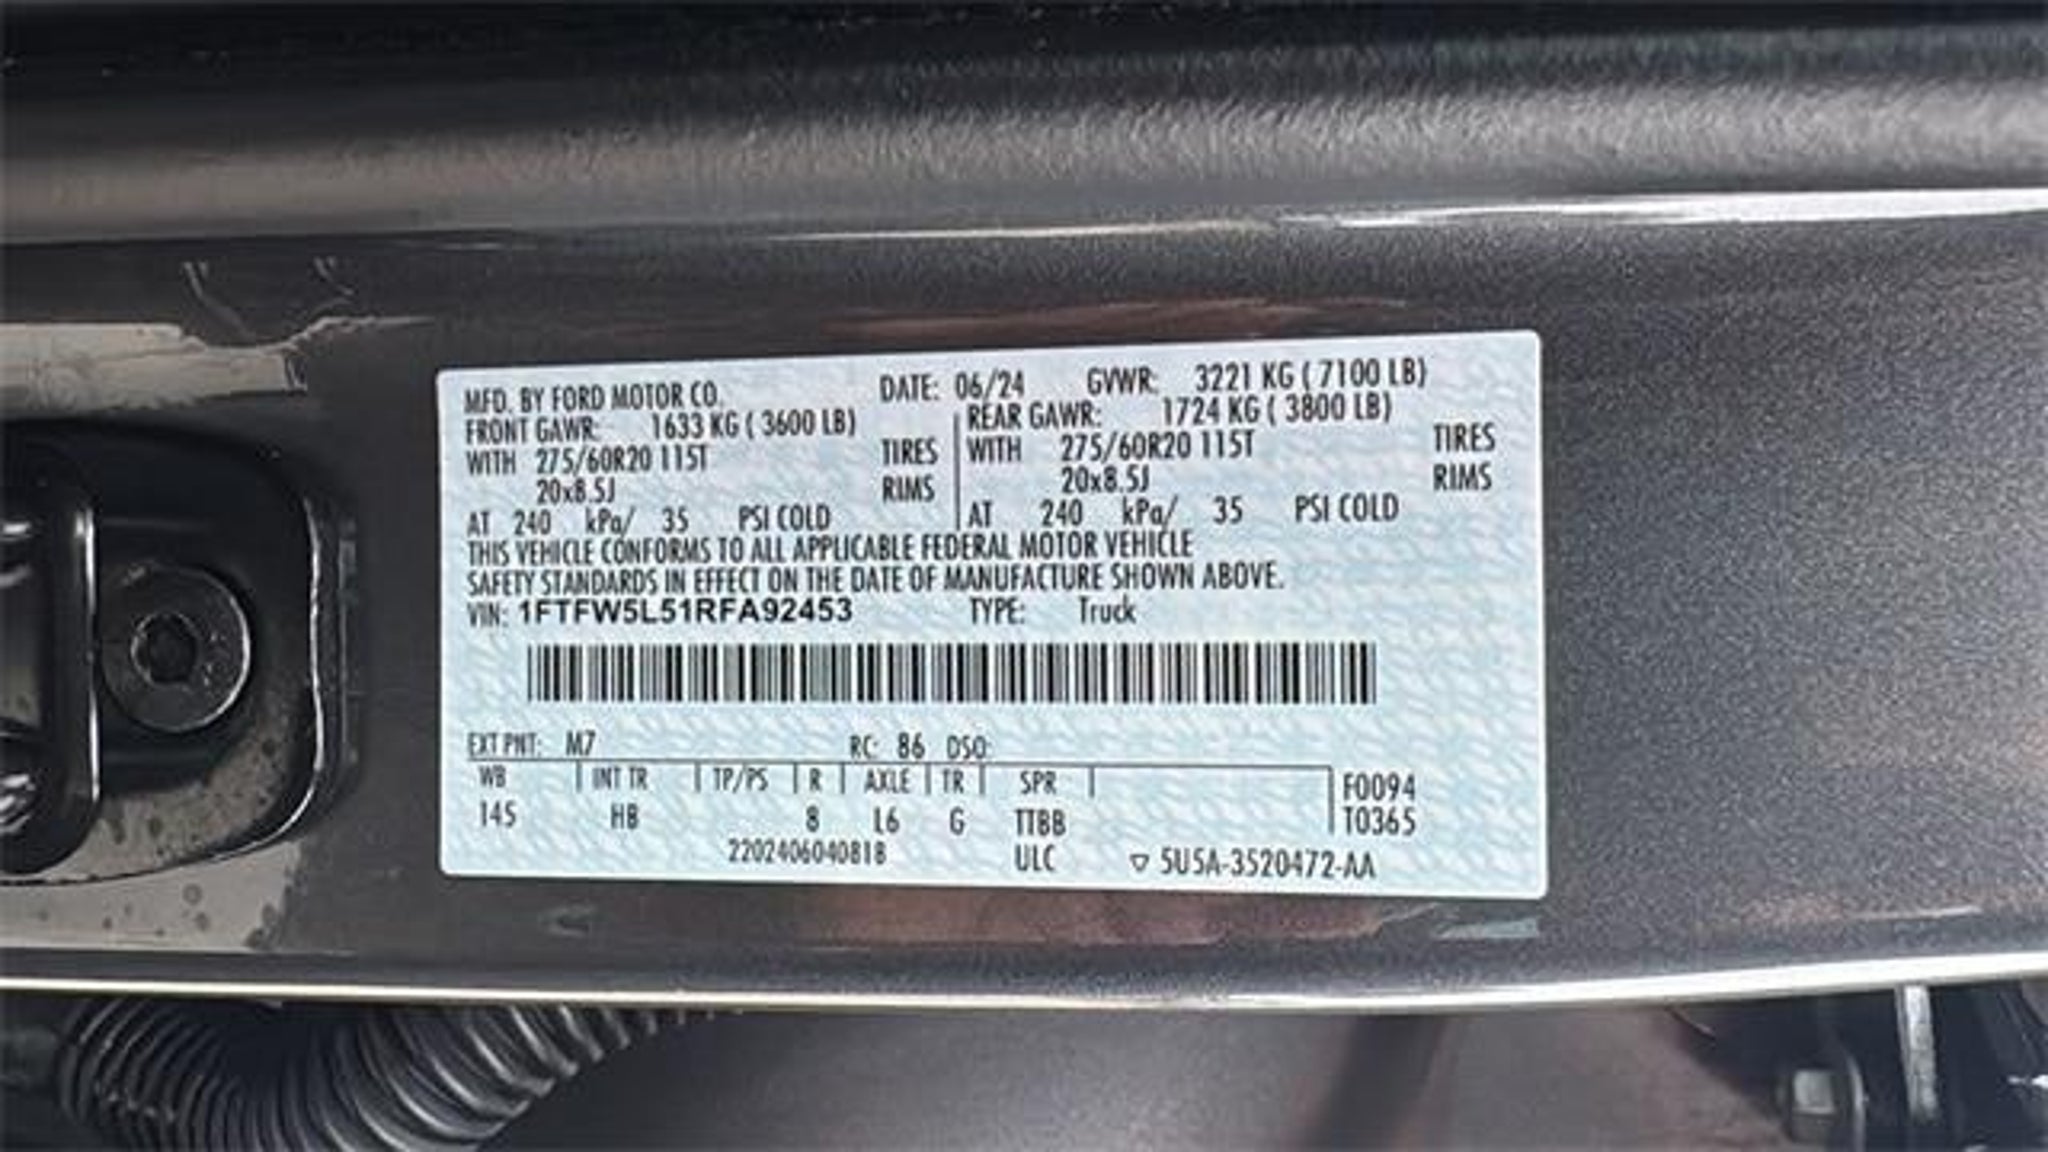 MFD. BY FORD MOTOR CO. DATE: 06/24 GVWR: 3221 KG ( 7100 LB)
FRONT GAWR: 1633 KG ( 3600 LB) REAR GAWR: 1724 KG ( 3800 LB)
WITH 275/60R20 115T TIRES WITH 275/60R20 115T TIRES
20x8.5J RIMS 20x8.5J RIMS
AT 240 kPa/ 35 PSI COLD AT 240 kPa/ 35 PSI COLD
THIS VEHICLE CONFORMS TO ALL APPLICABLE FEDERAL MOTOR VEHICLE
SAFETY STANDARDS IN EFFECT ON THE DATE OF MANUFACTURE SHOWN ABOVE.
VIN: 1FTFW5L51RFA92453 TYPE: Truck
EXT PNT: M7 RC: 86 DSO:
WB INT TR TP/PS R AXLE TR SPR F0094
145 HB 8 L6 G TTBB T0365
2202406040818 ULC ▽ 5U5A-3520472-AA